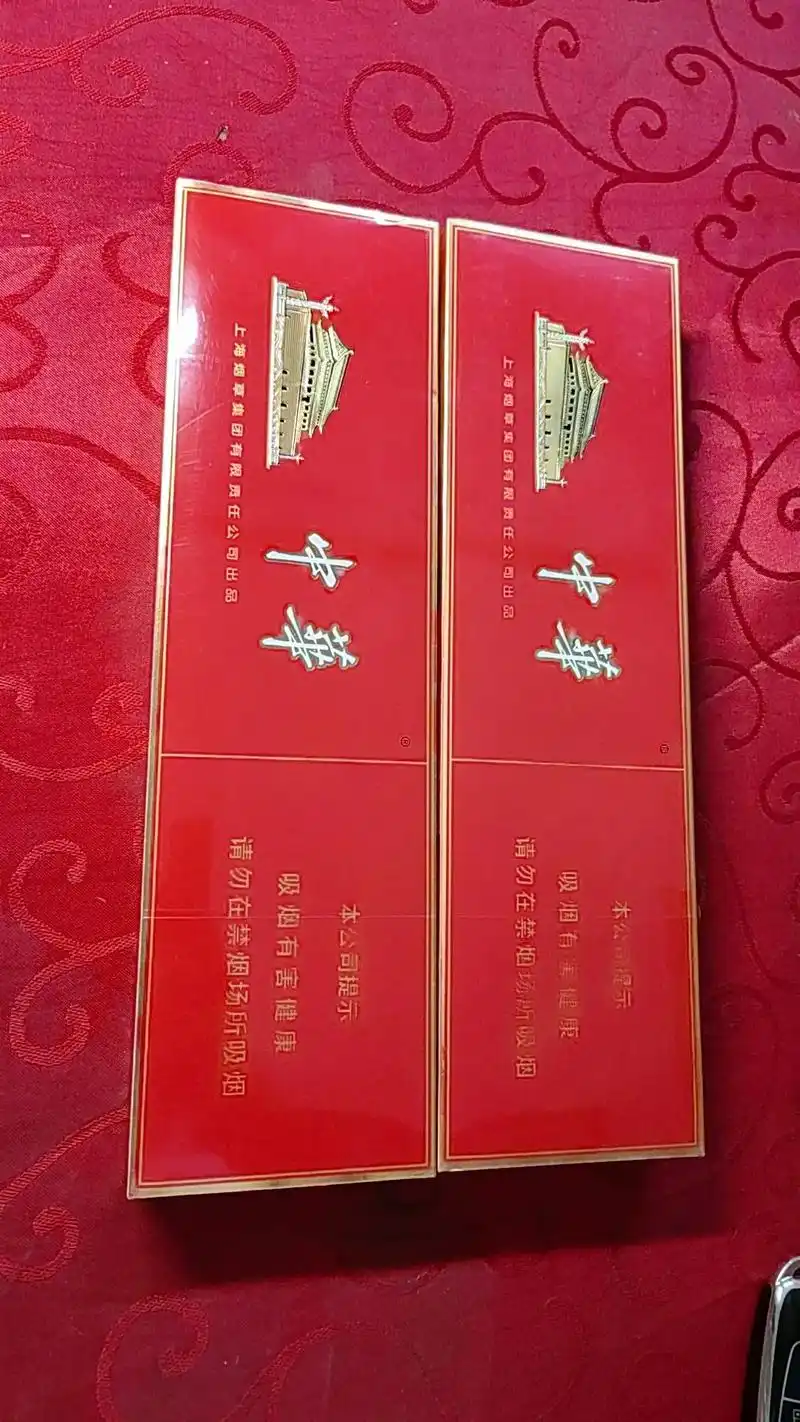 中華
上海烟草集团有限责任公司出品
®
本公司提示
吸烟有害健康
请勿在禁烟场所吸烟
中華
上海烟草集团有限责任公司出品
®
本公司提示
吸烟有害健康
请勿在禁烟场所吸烟